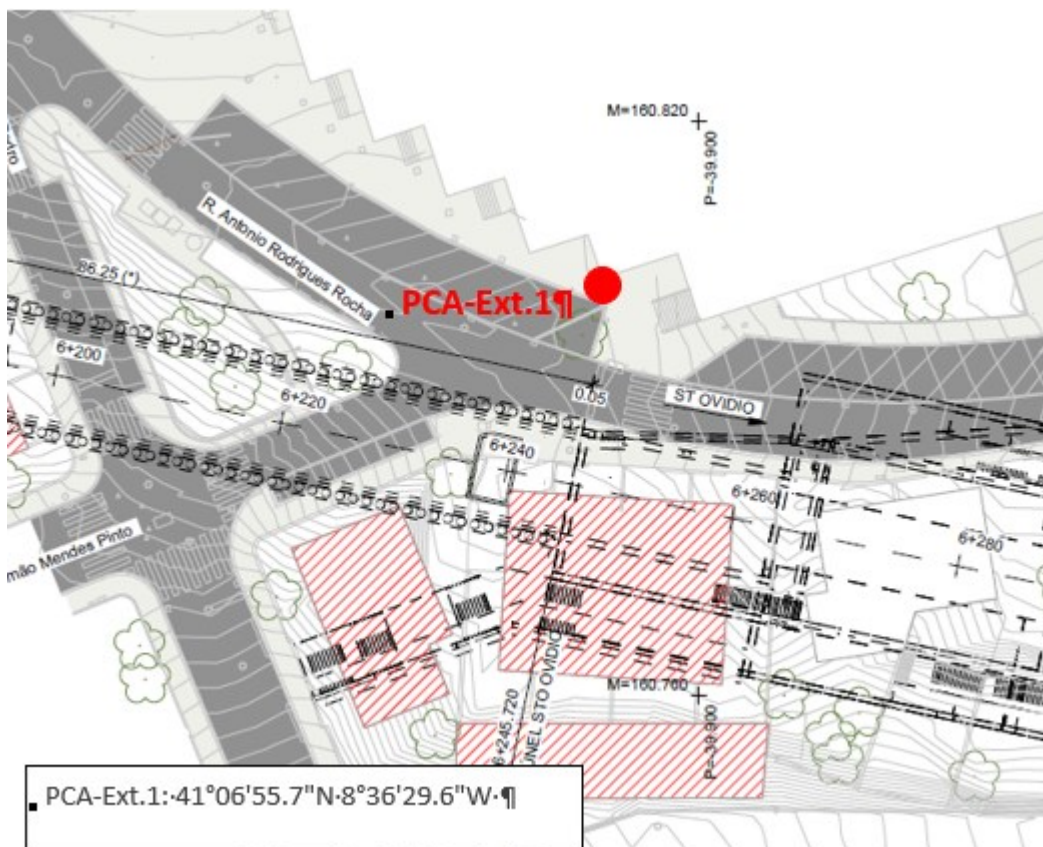 M=160.820
P=-39.900
R. Antonio Rodrigues Rocha
86.25 (*)
PCA-Ext.1¶
6+200
6+220
0.05
ST OVIDIO
6+240
6+260
6+280
mão Mendes Pinto
M=160.760
P=-39.900
6+245.720
NEL STO OVIDIO
PCA-Ext.1:·41°06'55.7"N·8°36'29.6"W·¶